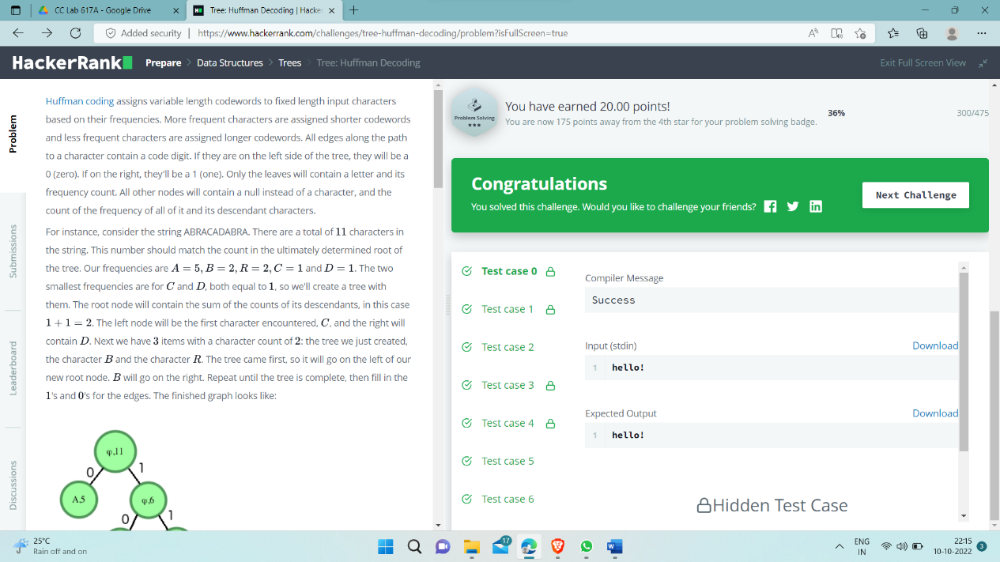 CC Lab 617A - Google Drive
Tree: Huffman Decoding | Hacker
Added security | https://www.hackerrank.com/challenges/tree-huffman-decoding/problem?isFullScreen=true
HackerRank Prepare > Data Structures > Trees > Tree: Huffman Decoding
Exit Full Screen View
Problem
Submissions
Leaderboard
Discussions
Huffman coding assigns variable length codewords to fixed length input characters
based on their frequencies. More frequent characters are assigned shorter codewords
and less frequent characters are assigned longer codewords. All edges along the path
to a character contain a code digit. If they are on the left side of the tree, they will be a
0 (zero). If on the right, they'll be a 1 (one). Only the leaves will contain a letter and its
frequency count. All other nodes will contain a null instead of a character, and the
count of the frequency of all of it and its descendant characters.
For instance, consider the string ABRACADABRA. There are a total of 11 characters in
the string. This number should match the count in the ultimately determined root of
the tree. Our frequencies are A = 5, B = 2, R = 2, C = 1 and D = 1. The two
smallest frequencies are for C and D, both equal to 1, so we'll create a tree with
them. The root node will contain the sum of the counts of its descendants, in this case
1 + 1 = 2. The left node will be the first character encountered, C, and the right will
contain D. Next we have 3 items with a character count of 2: the tree we just created,
the character B and the character R. The tree came first, so it will go on the left of our
new root node. B will go on the right. Repeat until the tree is complete, then fill in the
1's and 0's for the edges. The finished graph looks like:
φ,11
0 1
A,5 φ,6
0 1
Problem Solving
You have earned 20.00 points!
You are now 175 points away from the 4th star for your problem solving badge.
36%
300/475
Congratulations
You solved this challenge. Would you like to challenge your friends?
Next Challenge
Test case 0
Test case 1
Test case 2
Test case 3
Test case 4
Test case 5
Test case 6
Compiler Message
Success
Input (stdin) Download
1 hello!
Expected Output Download
1 hello!
Hidden Test Case
25°C
Rain off and on
17
ENG
IN
22:15
10-10-2022
3